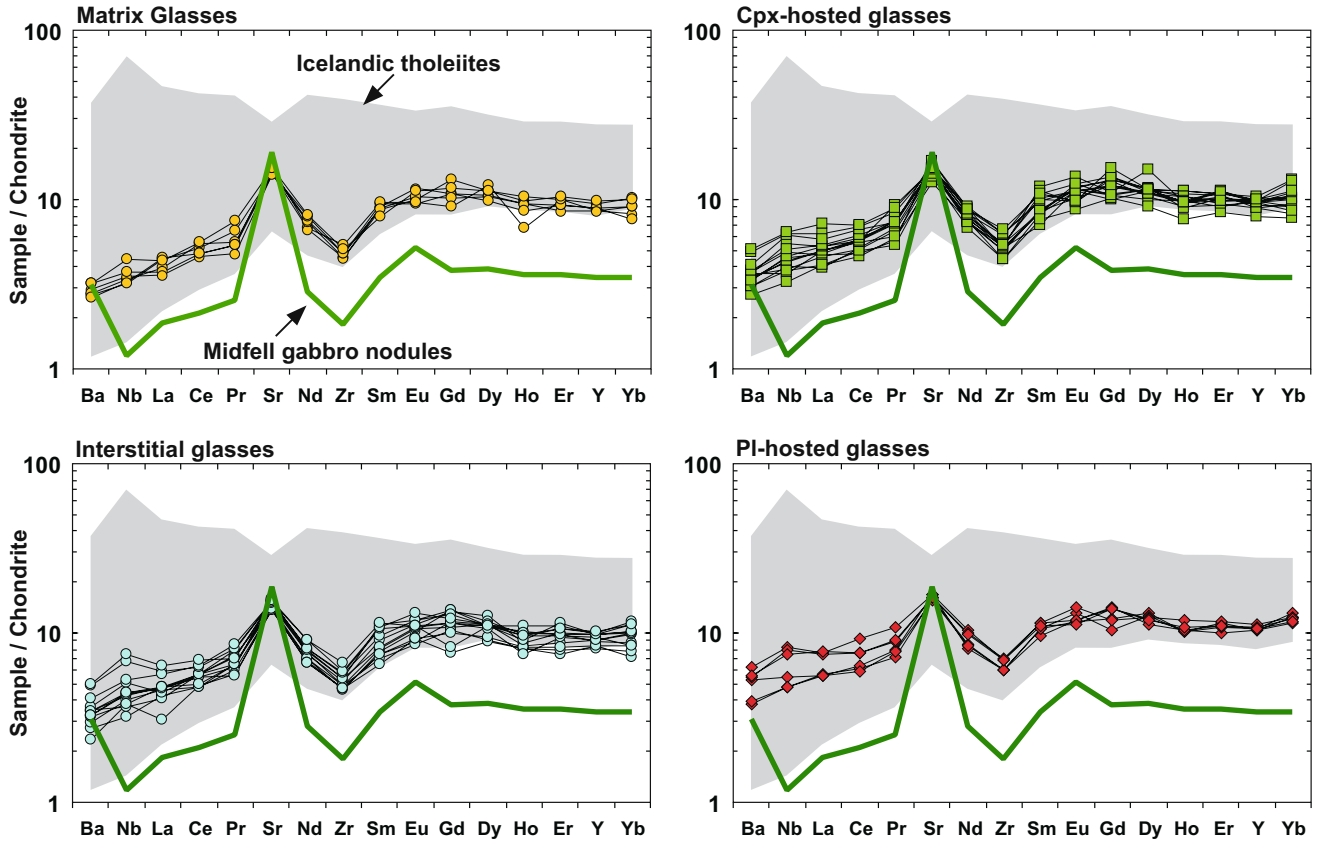 Matrix Glasses
Cpx-hosted glasses
100
10
1
Sample / Chondrite
Icelandic tholeiites
Midfell gabbro nodules
Ba Nb La Ce Pr Sr Nd Zr Sm Eu Gd Dy Ho Er Y Yb
100
10
1
Ba Nb La Ce Pr Sr Nd Zr Sm Eu Gd Dy Ho Er Y Yb
Interstitial glasses
Pl-hosted glasses
100
10
1
Sample / Chondrite
Ba Nb La Ce Pr Sr Nd Zr Sm Eu Gd Dy Ho Er Y Yb
100
10
1
Ba Nb La Ce Pr Sr Nd Zr Sm Eu Gd Dy Ho Er Y Yb